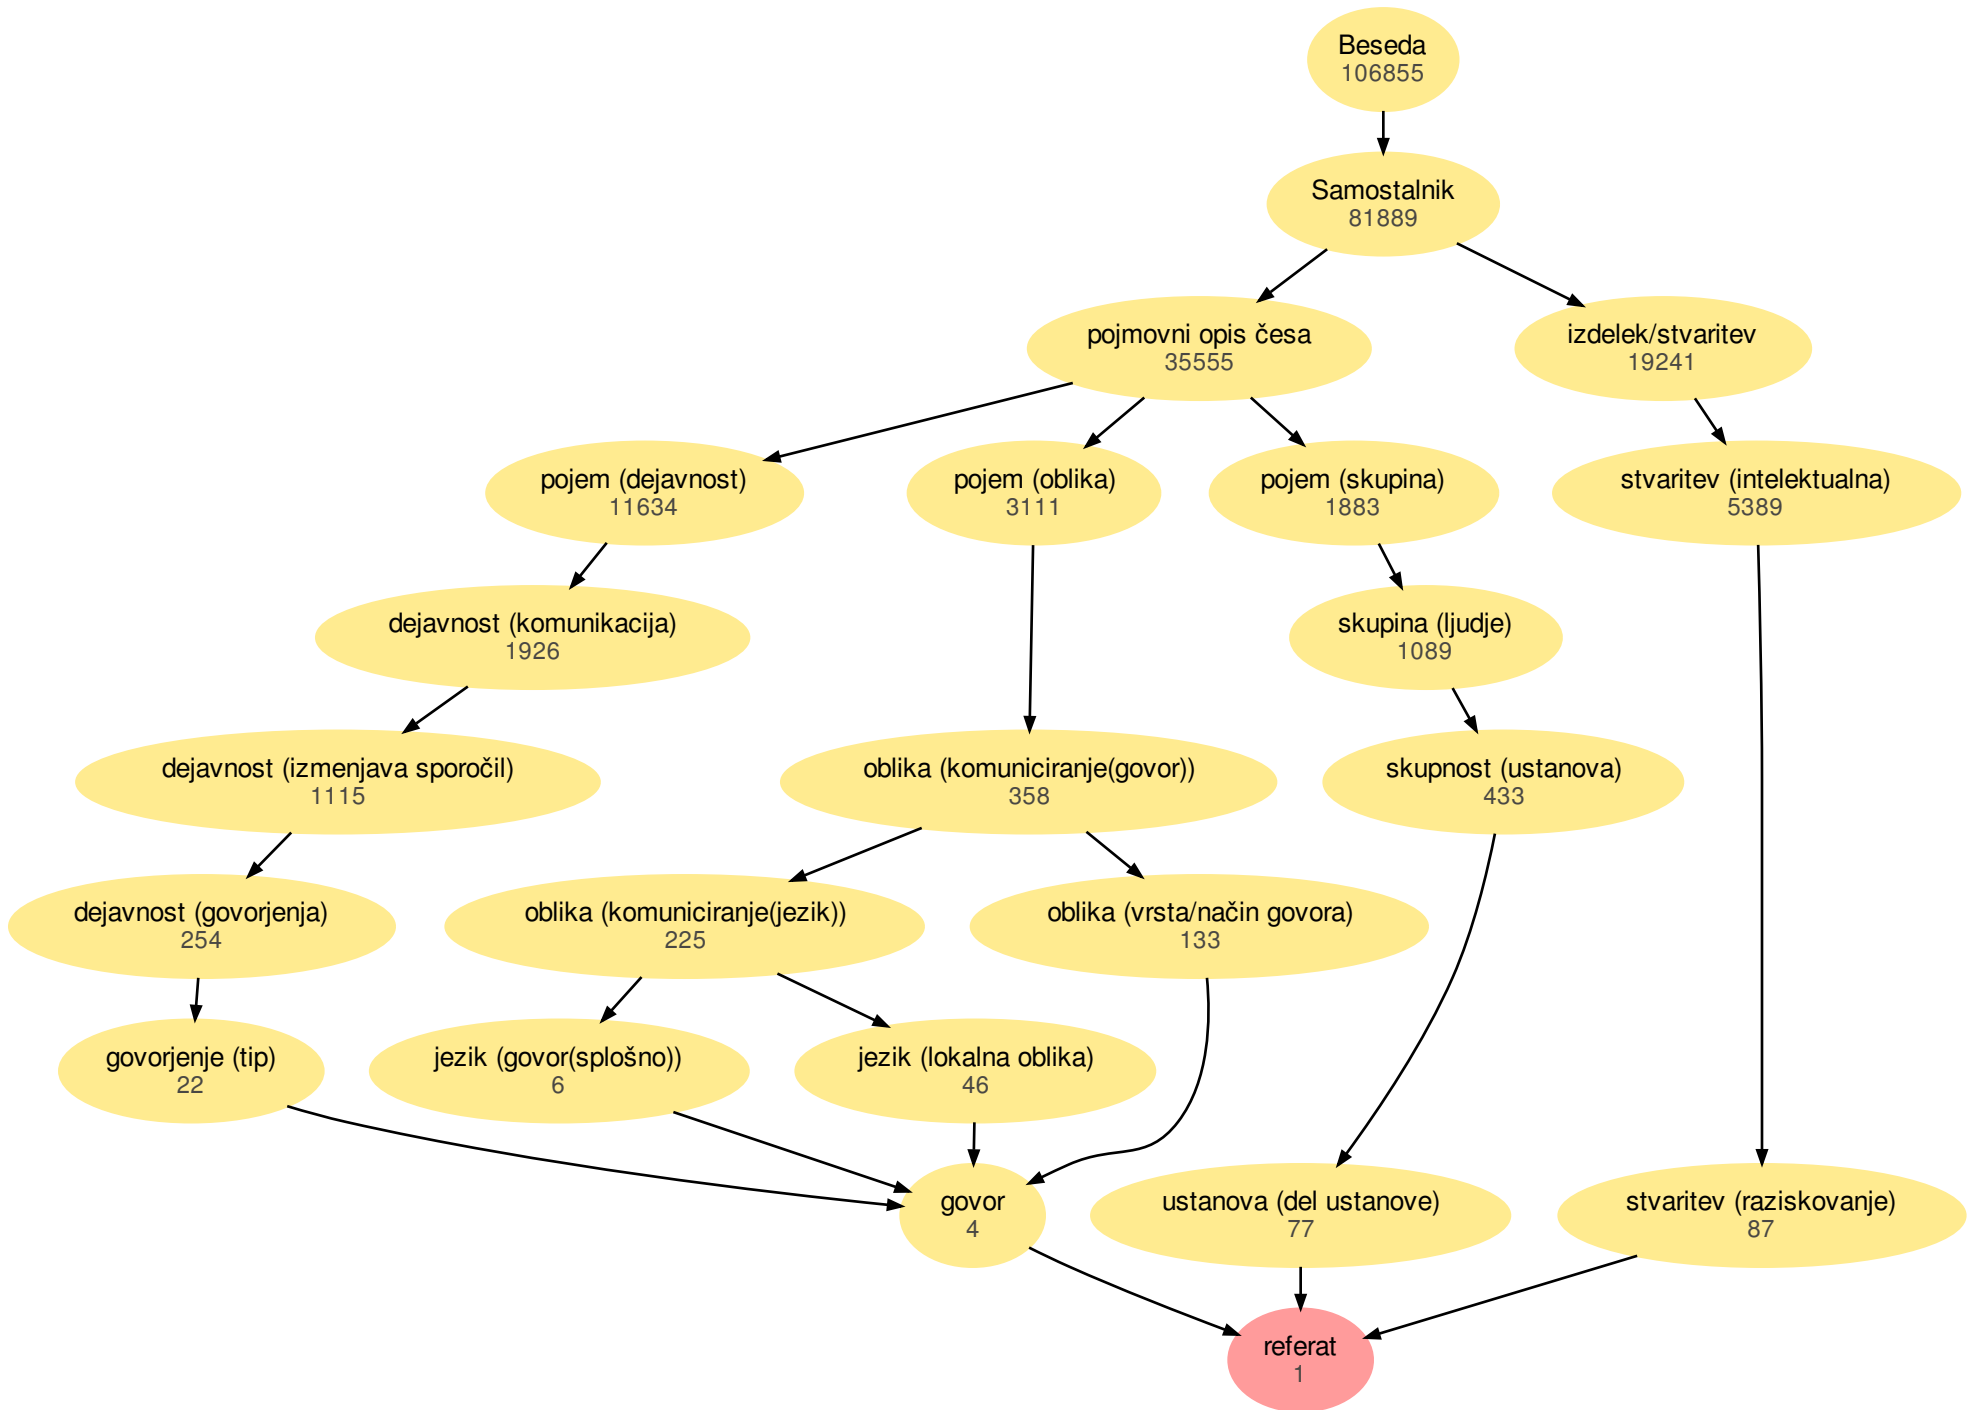 Beseda
106855
Samostalnik
81889
pojmovni opis česa
35555
izdelek/stvaritev
19241
pojem (dejavnost)
11634
pojem (oblika)
3111
pojem (skupina)
1883
stvaritev (intelektualna)
5389
dejavnost (komunikacija)
1926
skupina (ljudje)
1089
dejavnost (izmenjava sporočil)
1115
oblika (komuniciranje(govor))
358
skupnost (ustanova)
433
dejavnost (govorjenja)
254
oblika (komuniciranje(jezik))
225
oblika (vrsta/način govora)
133
govorjenje (tip)
22
jezik (govor(splošno))
6
jezik (lokalna oblika)
46
govor
4
ustanova (del ustanove)
77
stvaritev (raziskovanje)
87
referat
1